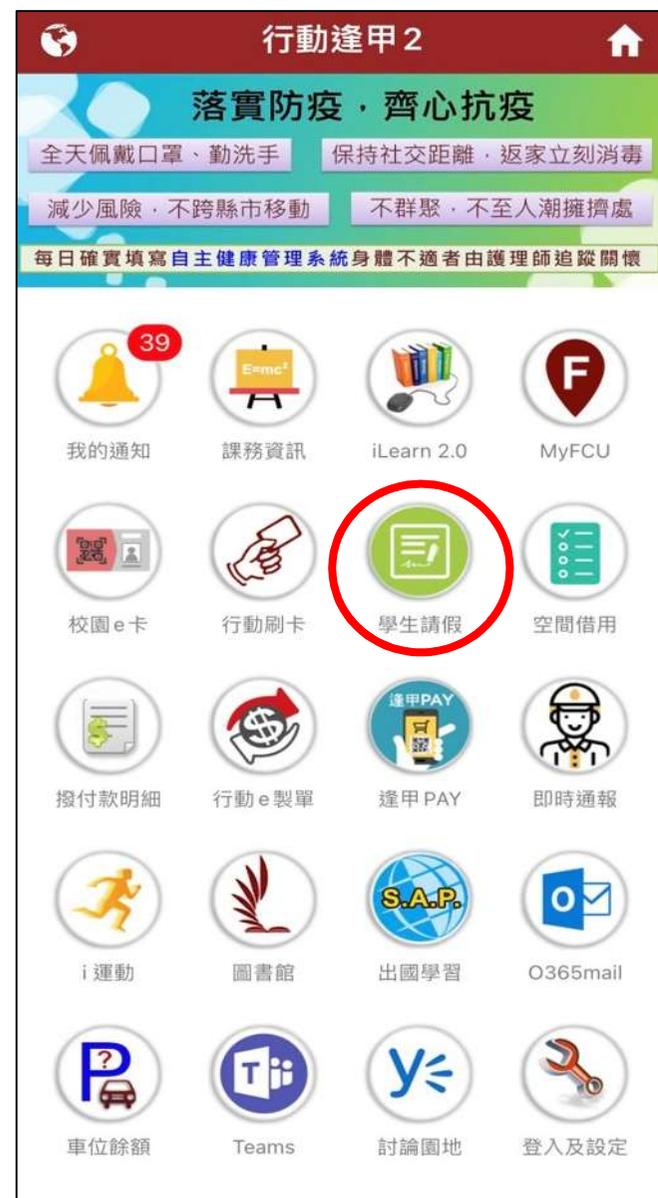 行動逢甲2
落實防疫，齊心抗疫
全天佩戴口罩、勤洗手
保持社交距離，返家立刻消毒
減少風險，不跨縣市移動
不群聚，不至人潮擁擠處
每日確實填寫自主健康管理系統身體不適者由護理師追蹤關懷
39
E=mc²
F
我的通知
課務資訊
iLearn 2.0
MyFCU
校園e卡
行動刷卡
學生請假
空間借用
逢甲PAY
撥付款明細
行動e製單
逢甲PAY
即時通報
S.A.P.
O
i運動
圖書館
出國學習
O365mail
P
?
T
y
車位餘額
Teams
討論園地
登入及設定